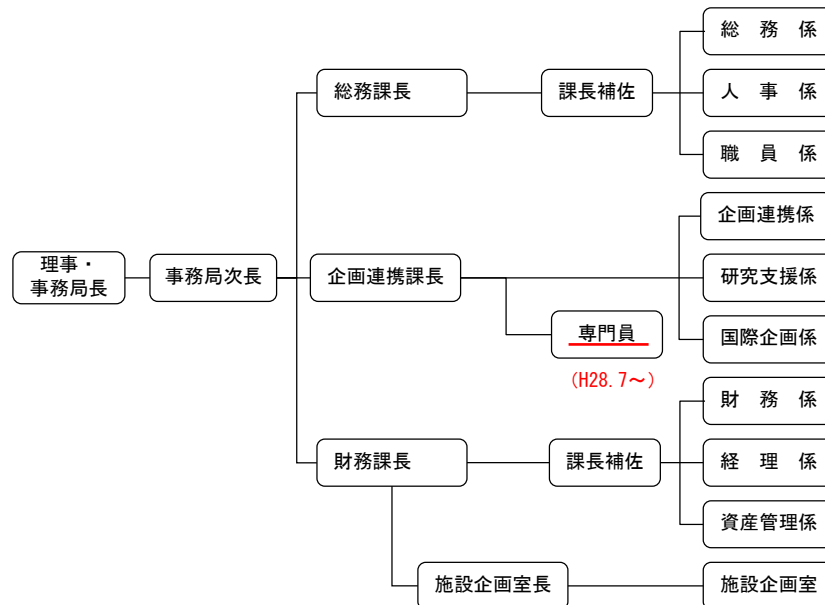 総　務　係
総務課長
課長補佐
人　事　係
職　員　係
企画連携係
理事・
事務局長
事務局次長
企画連携課長
研究支援係
専門員
国際企画係
(H28.7～)
財　務　係
財務課長
課長補佐
経　理　係
資産管理係
施設企画室長
施設企画室